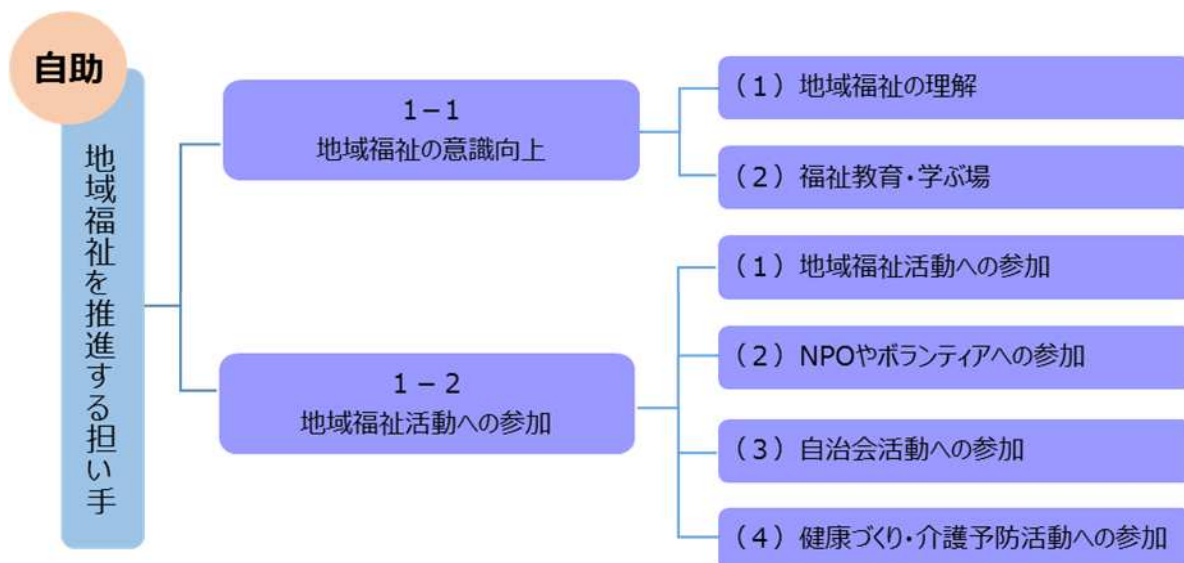 自助
地域福祉を推進する担い手
1-1
地域福祉の意識向上
(1)地域福祉の理解
(2)福祉教育・学ぶ場
1-2
地域福祉活動への参加
(1)地域福祉活動への参加
(2)NPOやボランティアへの参加
(3)自治会活動への参加
(4)健康づくり・介護予防活動への参加